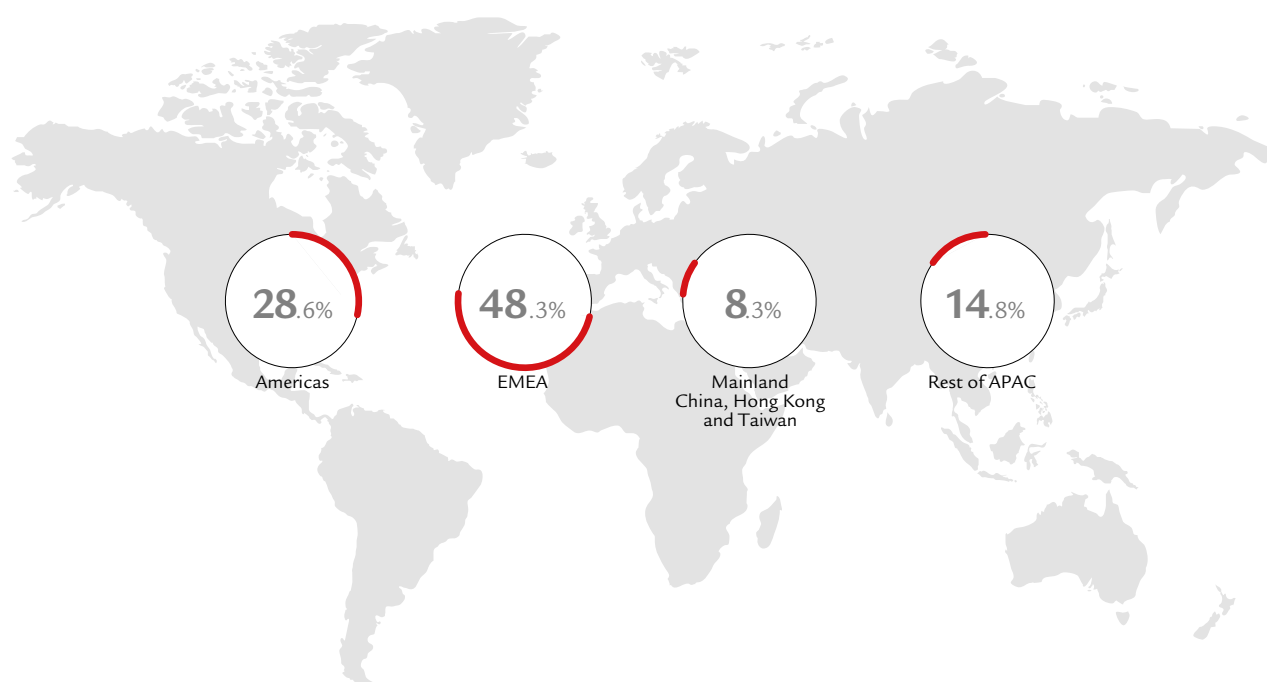 28.6%
Americas
48.3%
EMEA
8.3%
Mainland
China, Hong Kong
and Taiwan
14.8%
Rest of APAC